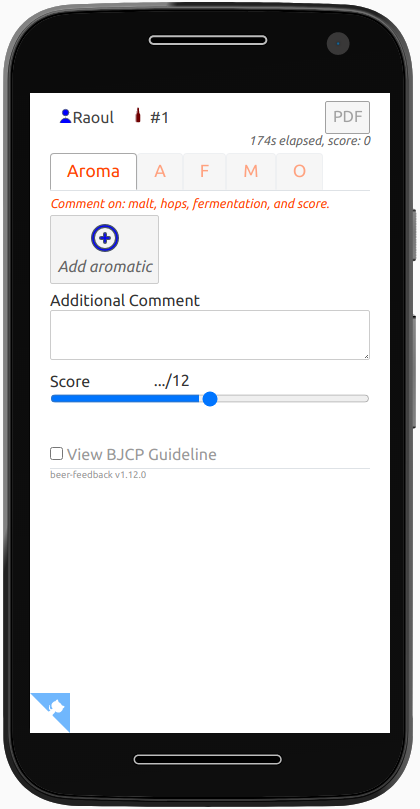 Raoul #1 PDF
174s elapsed, score: 0
Aroma A F M O
Comment on: malt, hops, fermentation, and score.
Add aromatic
Additional Comment
Score .../12
View BJCP Guideline
beer-feedback v1.12.0